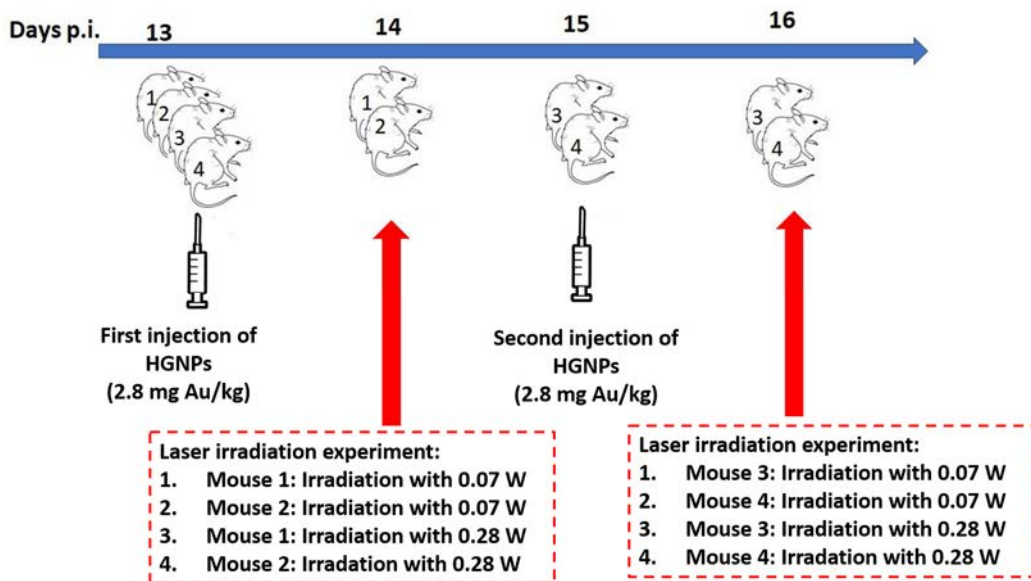 Days p.i.
13
14
15
16
1
2
3
4
1
2
3
4
3
4
First injection of
HGNPs
(2.8 mg Au/kg)
Second injection of
HGNPs
(2.8 mg Au/kg)
Laser irradiation experiment:
1. Mouse 1: Irradiation with 0.07 W
2. Mouse 2: Irradiation with 0.07 W
3. Mouse 1: Irradiation with 0.28 W
4. Mouse 2: Irradation with 0.28 W
Laser irradiation experiment:
1. Mouse 3: Irradiation with 0.07 W
2. Mouse 4: Irradiation with 0.07 W
3. Mouse 3: Irradiation with 0.28 W
4. Mouse 4: Irradation with 0.28 W